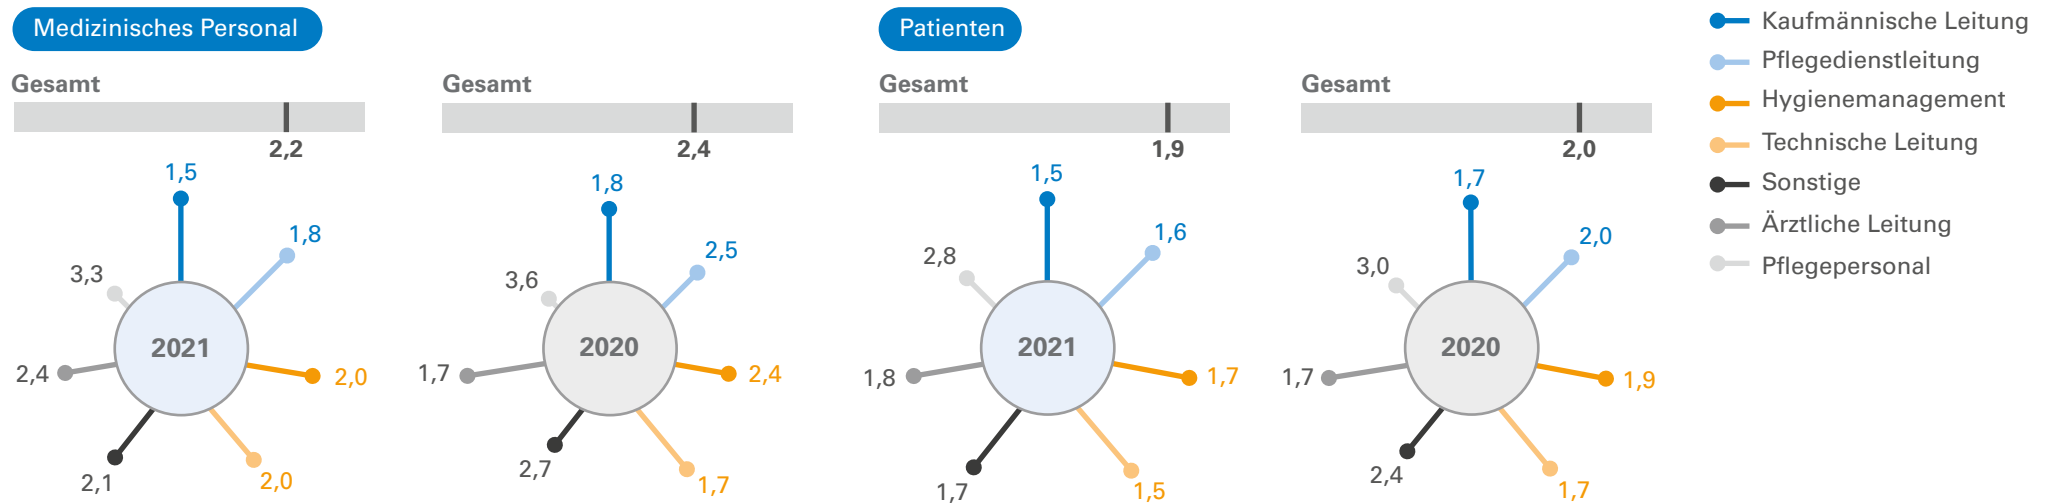 Medizinisches Personal
Gesamt
2,2
1,5
1,8
3,3
2021
2,4
2,0
2,1
2,0
Gesamt
2,4
1,8
2,5
3,6
2020
1,7
2,4
2,7
1,7
Patienten
Gesamt
1,9
1,5
1,6
2,8
2021
1,8
1,7
1,7
1,5
Gesamt
2,0
1,7
2,0
3,0
2020
1,7
1,9
2,4
1,7
Kaufmännische Leitung
Pflegedienstleitung
Hygienemanagement
Technische Leitung
Sonstige
Ärztliche Leitung
Pflegepersonal